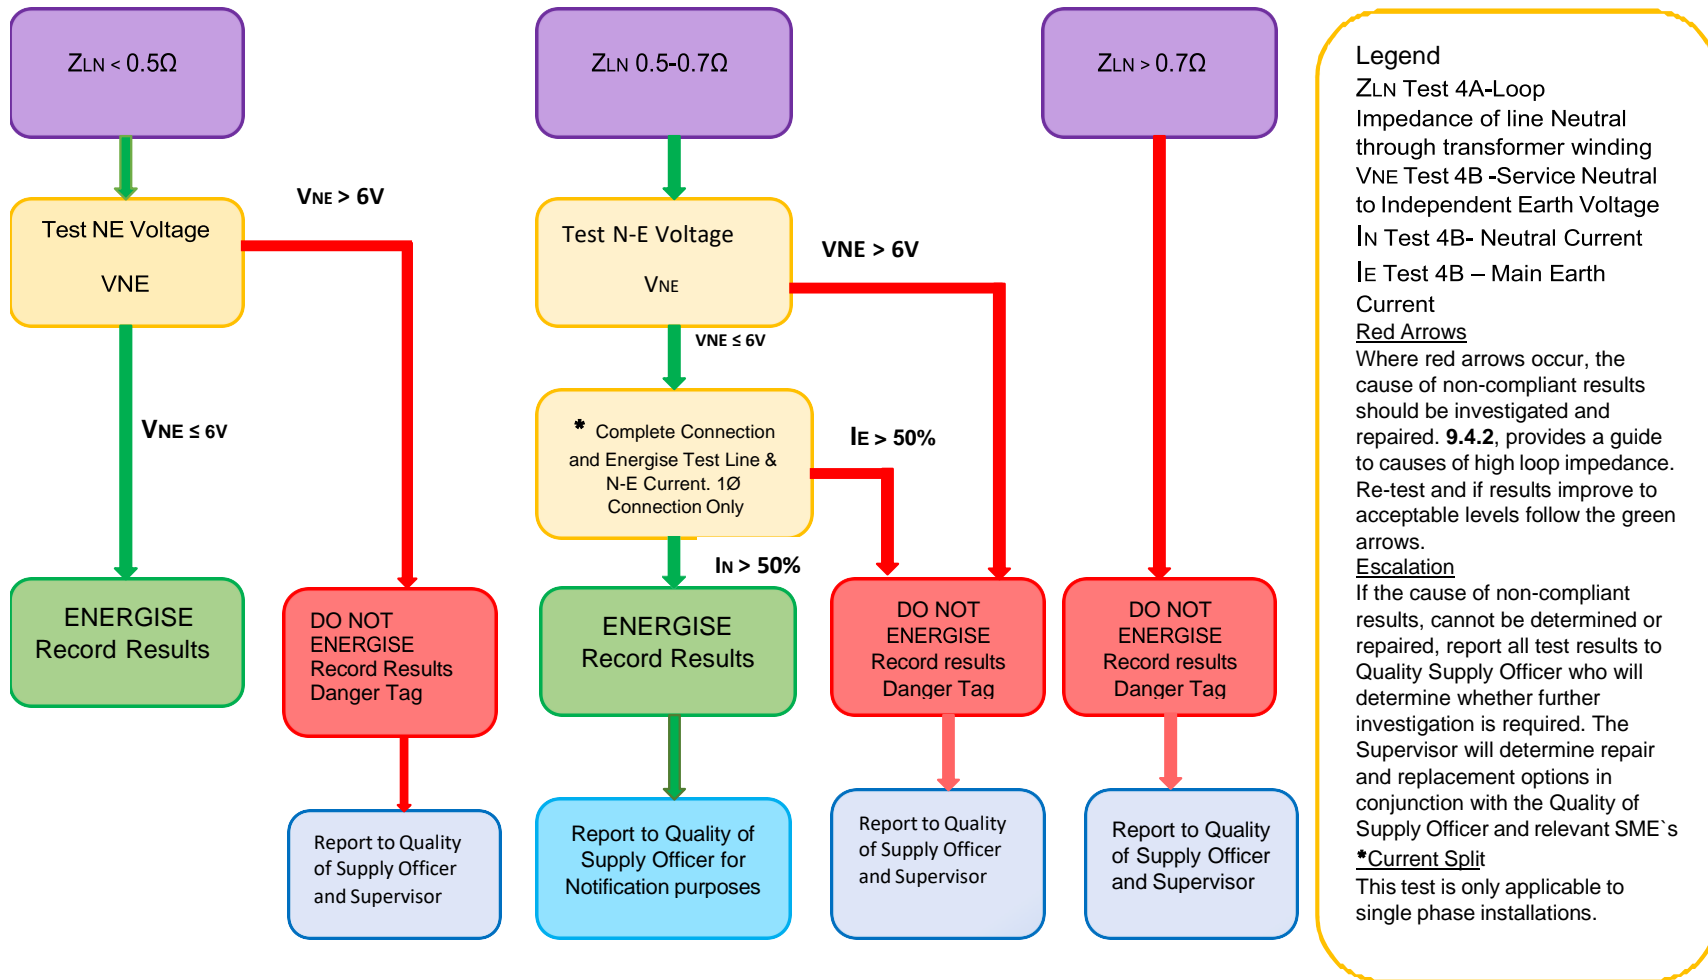 ZLN < 0.5Ω
ZLN 0.5-0.7Ω
ZLN > 0.7Ω
VNE > 6V
Test NE Voltage
VNE
Test N-E Voltage
VNE
VNE > 6V
VNE ≤ 6V
VNE ≤ 6V
* Complete Connection
and Energise Test Line &
N-E Current. 1Ø
Connection Only
IE > 50%
IN > 50%
ENERGISE
Record Results
DO NOT
ENERGISE
Record Results
Danger Tag
ENERGISE
Record Results
DO NOT
ENERGISE
Record results
Danger Tag
DO NOT
ENERGISE
Record results
Danger Tag
Report to Quality
of Supply Officer
and Supervisor
Report to Quality of
Supply Officer for
Notification purposes
Report to Quality
of Supply Officer
and Supervisor
Report to Quality
of Supply Officer
and Supervisor
Legend
ZLN Test 4A-Loop
Impedance of line Neutral
through transformer winding
VNE Test 4B -Service Neutral
to Independent Earth Voltage
IN Test 4B- Neutral Current
IE Test 4B – Main Earth
Current
Red Arrows
Where red arrows occur, the
cause of non-compliant results
should be investigated and
repaired. 9.4.2, provides a guide
to causes of high loop impedance.
Re-test and if results improve to
acceptable levels follow the green
arrows.
Escalation
If the cause of non-compliant
results, cannot be determined or
repaired, report all test results to
Quality Supply Officer who will
determine whether further
investigation is required. The
Supervisor will determine repair
and replacement options in
conjunction with the Quality of
Supply Officer and relevant SME`s
*Current Split
This test is only applicable to
single phase installations.